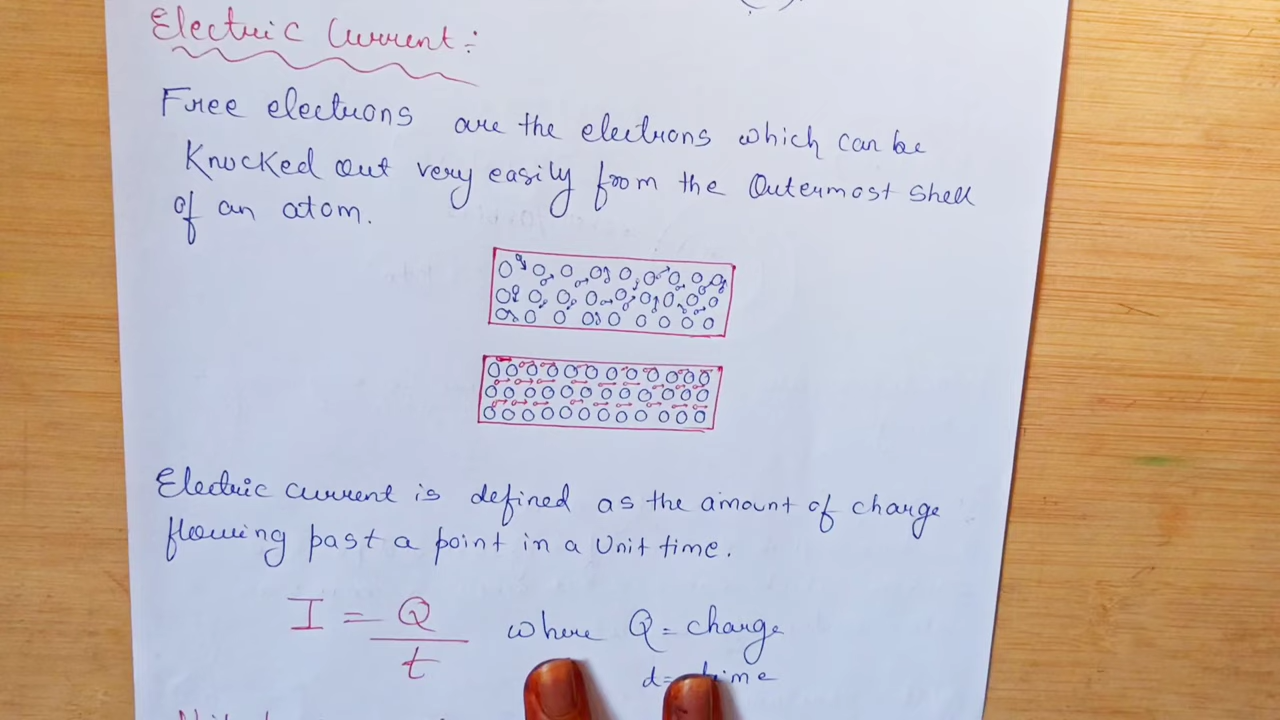 Electric Current :-
Free electrons are the electrons which can be
Knocked out very easily from the Outermost shell
of an atom.
Electric current is defined as the amount of charge
flowing past a point in a Unit time.
I = Q/t where Q = charge
d = time